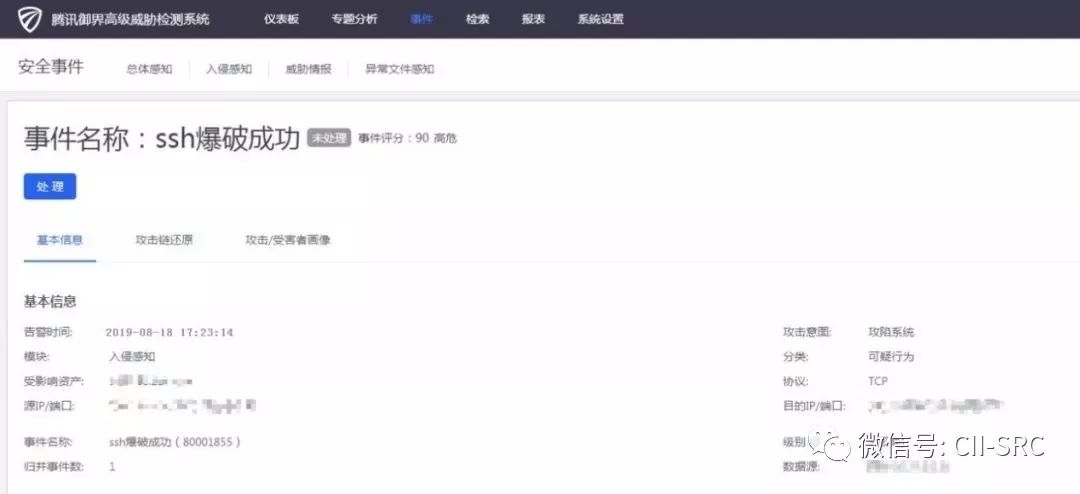 腾讯御界高级威胁检测系统 仪表板 专题分析 事件 检索 报表 系统设置
安全事件 总体感知 入侵感知 威胁情报 异常文件感知
事件名称：ssh爆破成功 未处理 事件评分：90 高危
处理
基本信息 攻击链还原 攻击/受害者画像
基本信息
告警时间: 2019-08-18 17:23:14 攻击意图: 攻陷系统
模块: 入侵感知 分类: 可疑行为
受影响资产: 协议: TCP
源IP/端口: 目的IP/端口:
事件名称: ssh爆破成功（80001855） 级别
微信号: CII-SRC
归并事件数: 1 数据源: